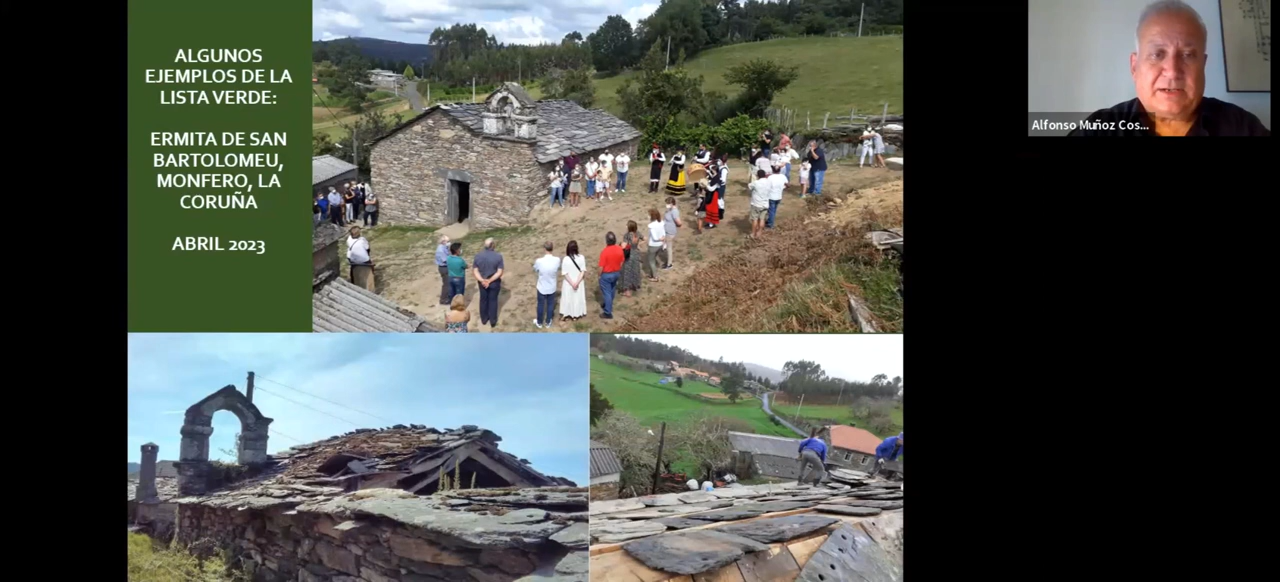 ALGUNOS
EJEMPLOS DE LA
LISTA VERDE:
ERMITA DE SAN
BARTOLOMEU,
MONFERO, LA
CORUÑA
ABRIL 2023
Alfonso Muñoz Cos...